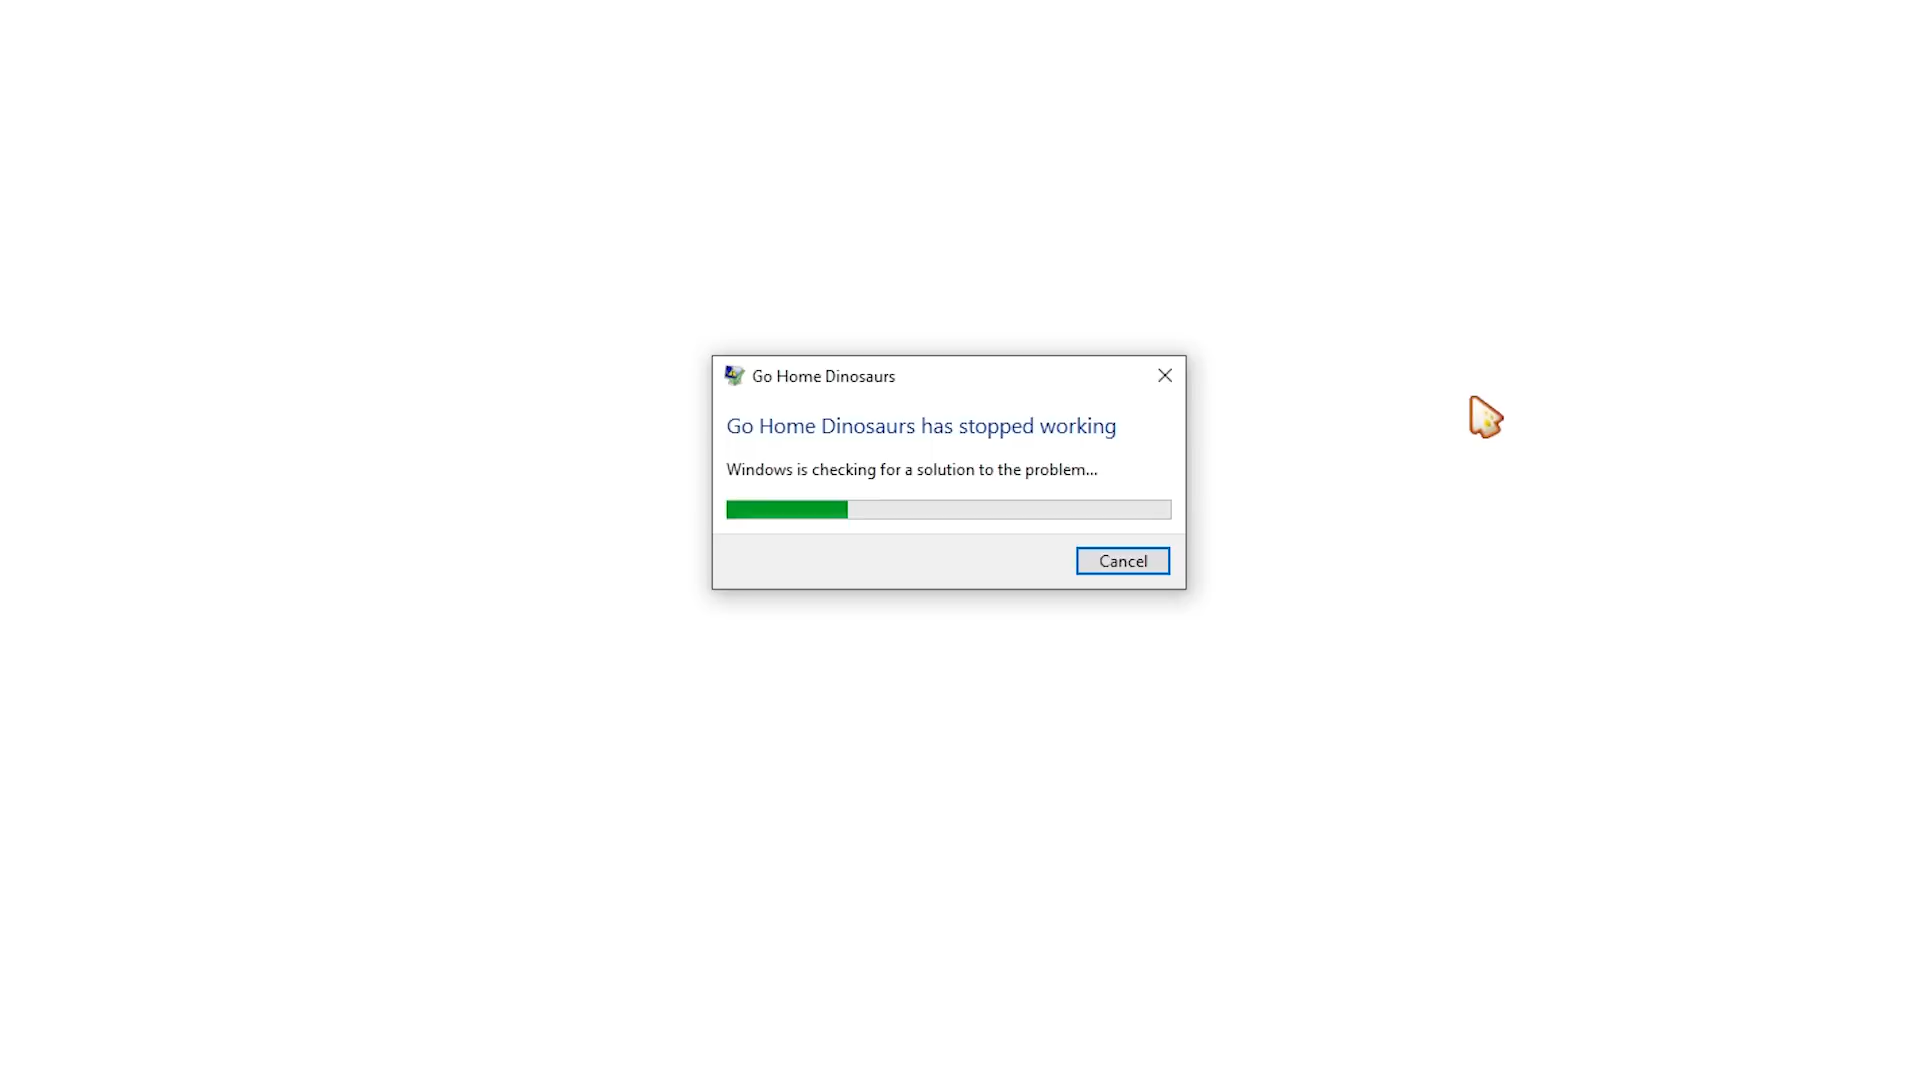 Go Home Dinosaurs
Go Home Dinosaurs has stopped working
Windows is checking for a solution to the problem...
Cancel